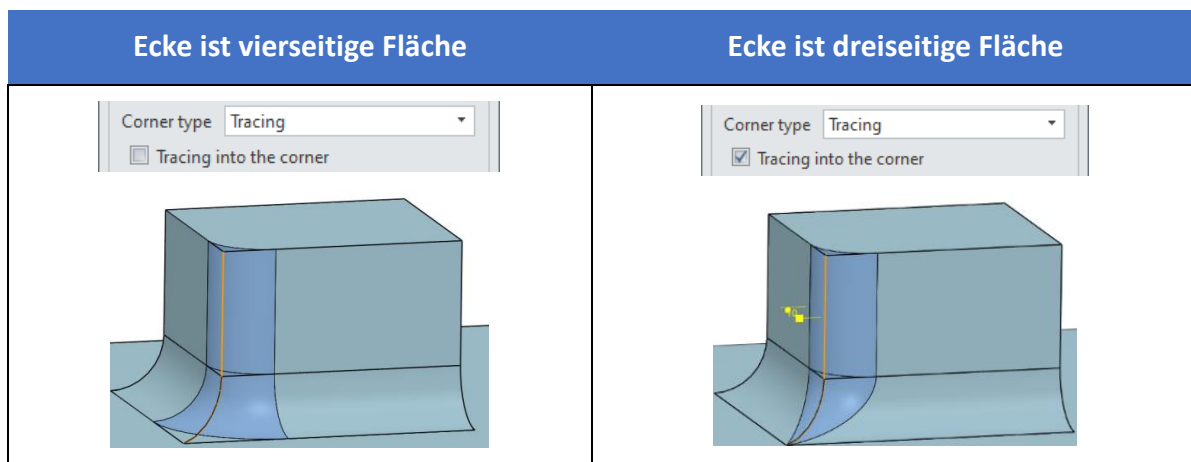 Ecke ist vierseitige Fläche
Ecke ist dreiseitige Fläche
Corner type Tracing
Tracing into the corner
Corner type Tracing
Tracing into the corner